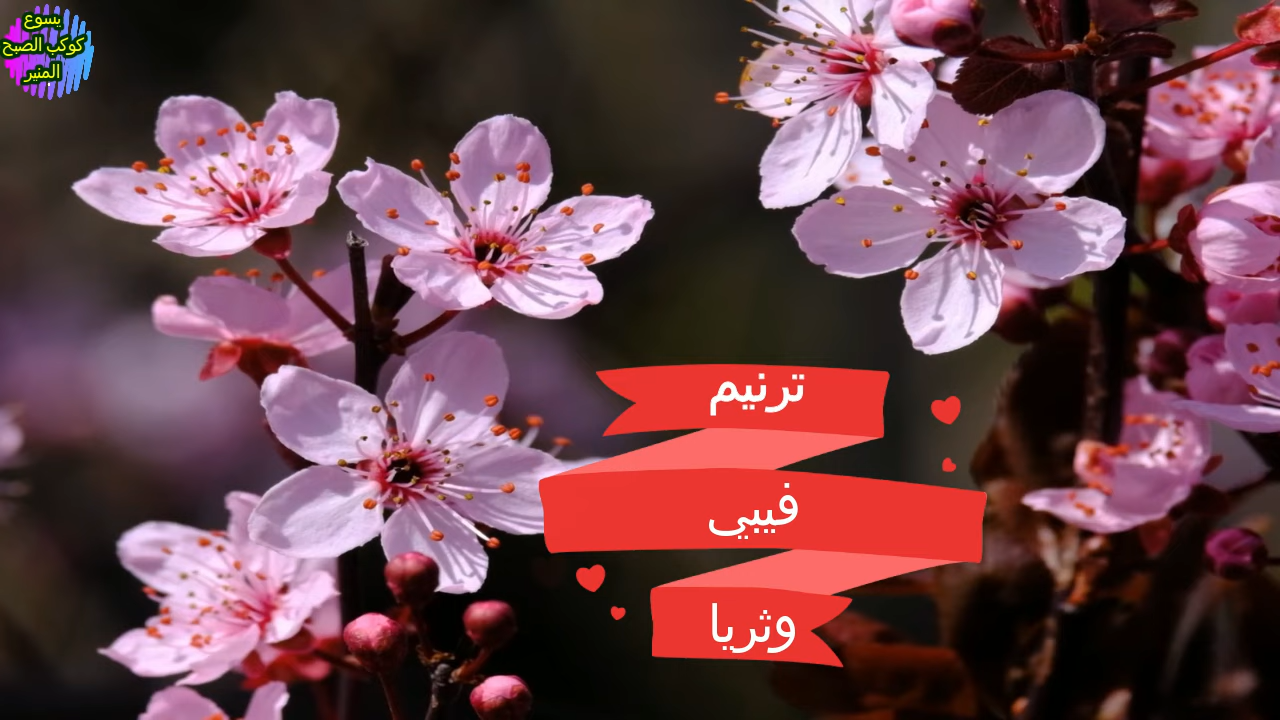 يسوع
كوكب الصبح
المنير
ترنيم
فيبي
وثريا